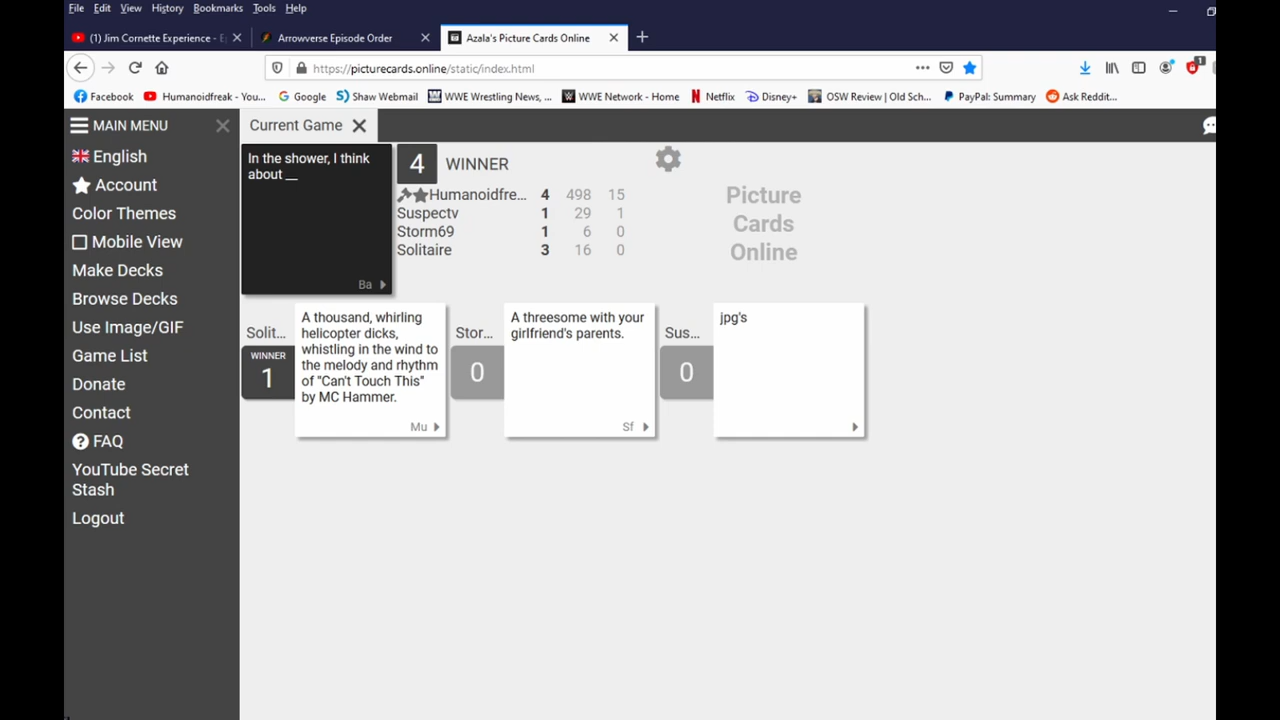 File Edit View History Bookmarks Tools Help
(1) Jim Cornette Experience - E
Arrowverse Episode Order
Azala's Picture Cards Online
https://picturecards.online/static/index.html
1
Facebook Humanoidfreak - You... Google Shaw Webmail WWE Wrestling News, ... WWE Network - Home Netflix Disney+ OSW Review | Old Sch... PayPal: Summary Ask Reddit...
MAIN MENU
English
Account
Color Themes
Mobile View
Make Decks
Browse Decks
Use Image/GIF
Game List
Donate
Contact
FAQ
YouTube Secret
Stash
Logout
Current Game
In the shower, I think
about __
Ba
4 WINNER
Humanoidfre... 4 498 15
Suspectv 1 29 1
Storm69 1 6 0
Solitaire 3 16 0
Picture
Cards
Online
Solit...
WINNER
1
A thousand, whirling
helicopter dicks,
whistling in the wind to
the melody and rhythm
of "Can't Touch This"
by MC Hammer.
Mu
Stor...
0
A threesome with your
girlfriend's parents.
Sf
Sus...
0
jpg's